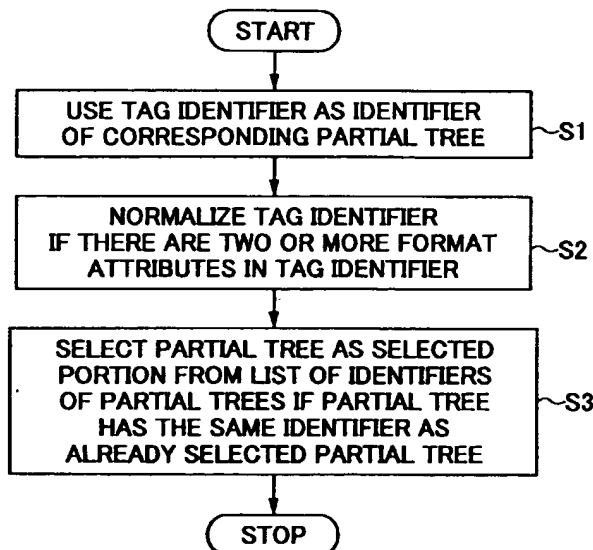 START
USE TAG IDENTIFIER AS IDENTIFIER
OF CORRESPONDING PARTIAL TREE
S1
NORMALIZE TAG IDENTIFIER
IF THERE ARE TWO OR MORE FORMAT
ATTRIBUTES IN TAG IDENTIFIER
S2
SELECT PARTIAL TREE AS SELECTED
PORTION FROM LIST OF IDENTIFIERS
OF PARTIAL TREES IF PARTIAL TREE
HAS THE SAME IDENTIFIER AS
ALREADY SELECTED PARTIAL TREE
S3
STOP